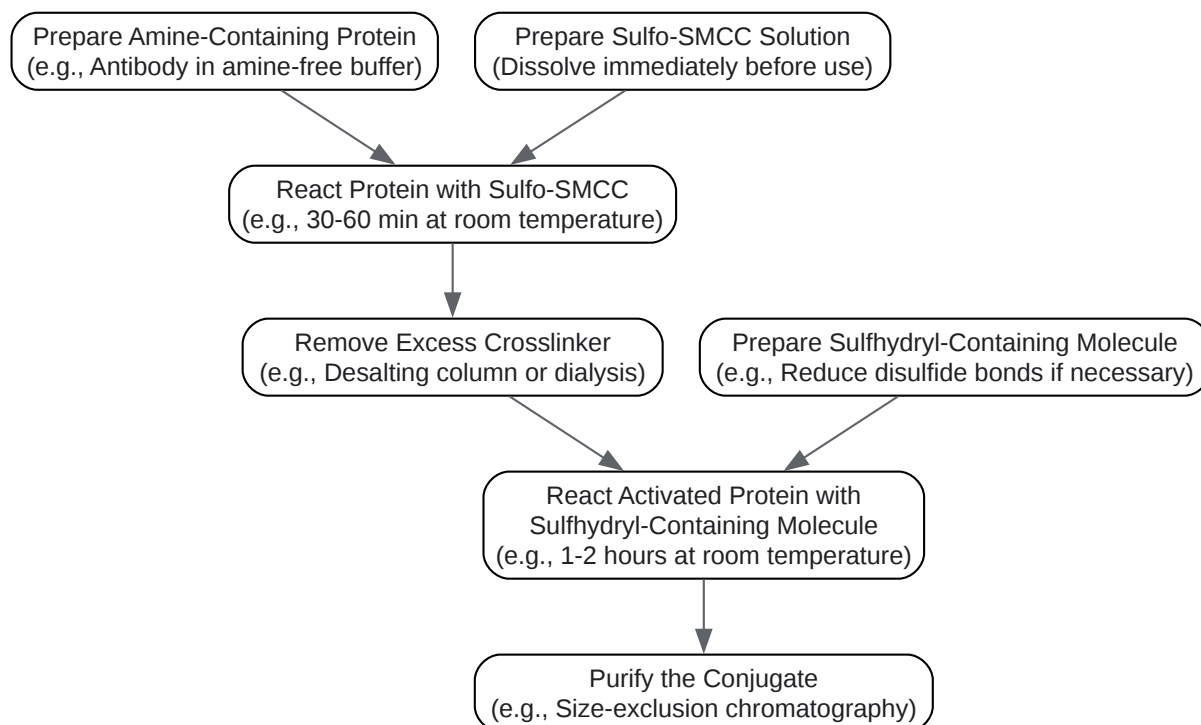 Prepare Amine-Containing Protein
(e.g., Antibody in amine-free buffer)
Prepare Sulfo-SMCC Solution
(Dissolve immediately before use)
React Protein with Sulfo-SMCC
(e.g., 30-60 min at room temperature)
Remove Excess Crosslinker
(e.g., Desalting column or dialysis)
Prepare Sulfhydryl-Containing Molecule
(e.g., Reduce disulfide bonds if necessary)
React Activated Protein with
Sulfhydryl-Containing Molecule
(e.g., 1-2 hours at room temperature)
Purify the Conjugate
(e.g., Size-exclusion chromatography)